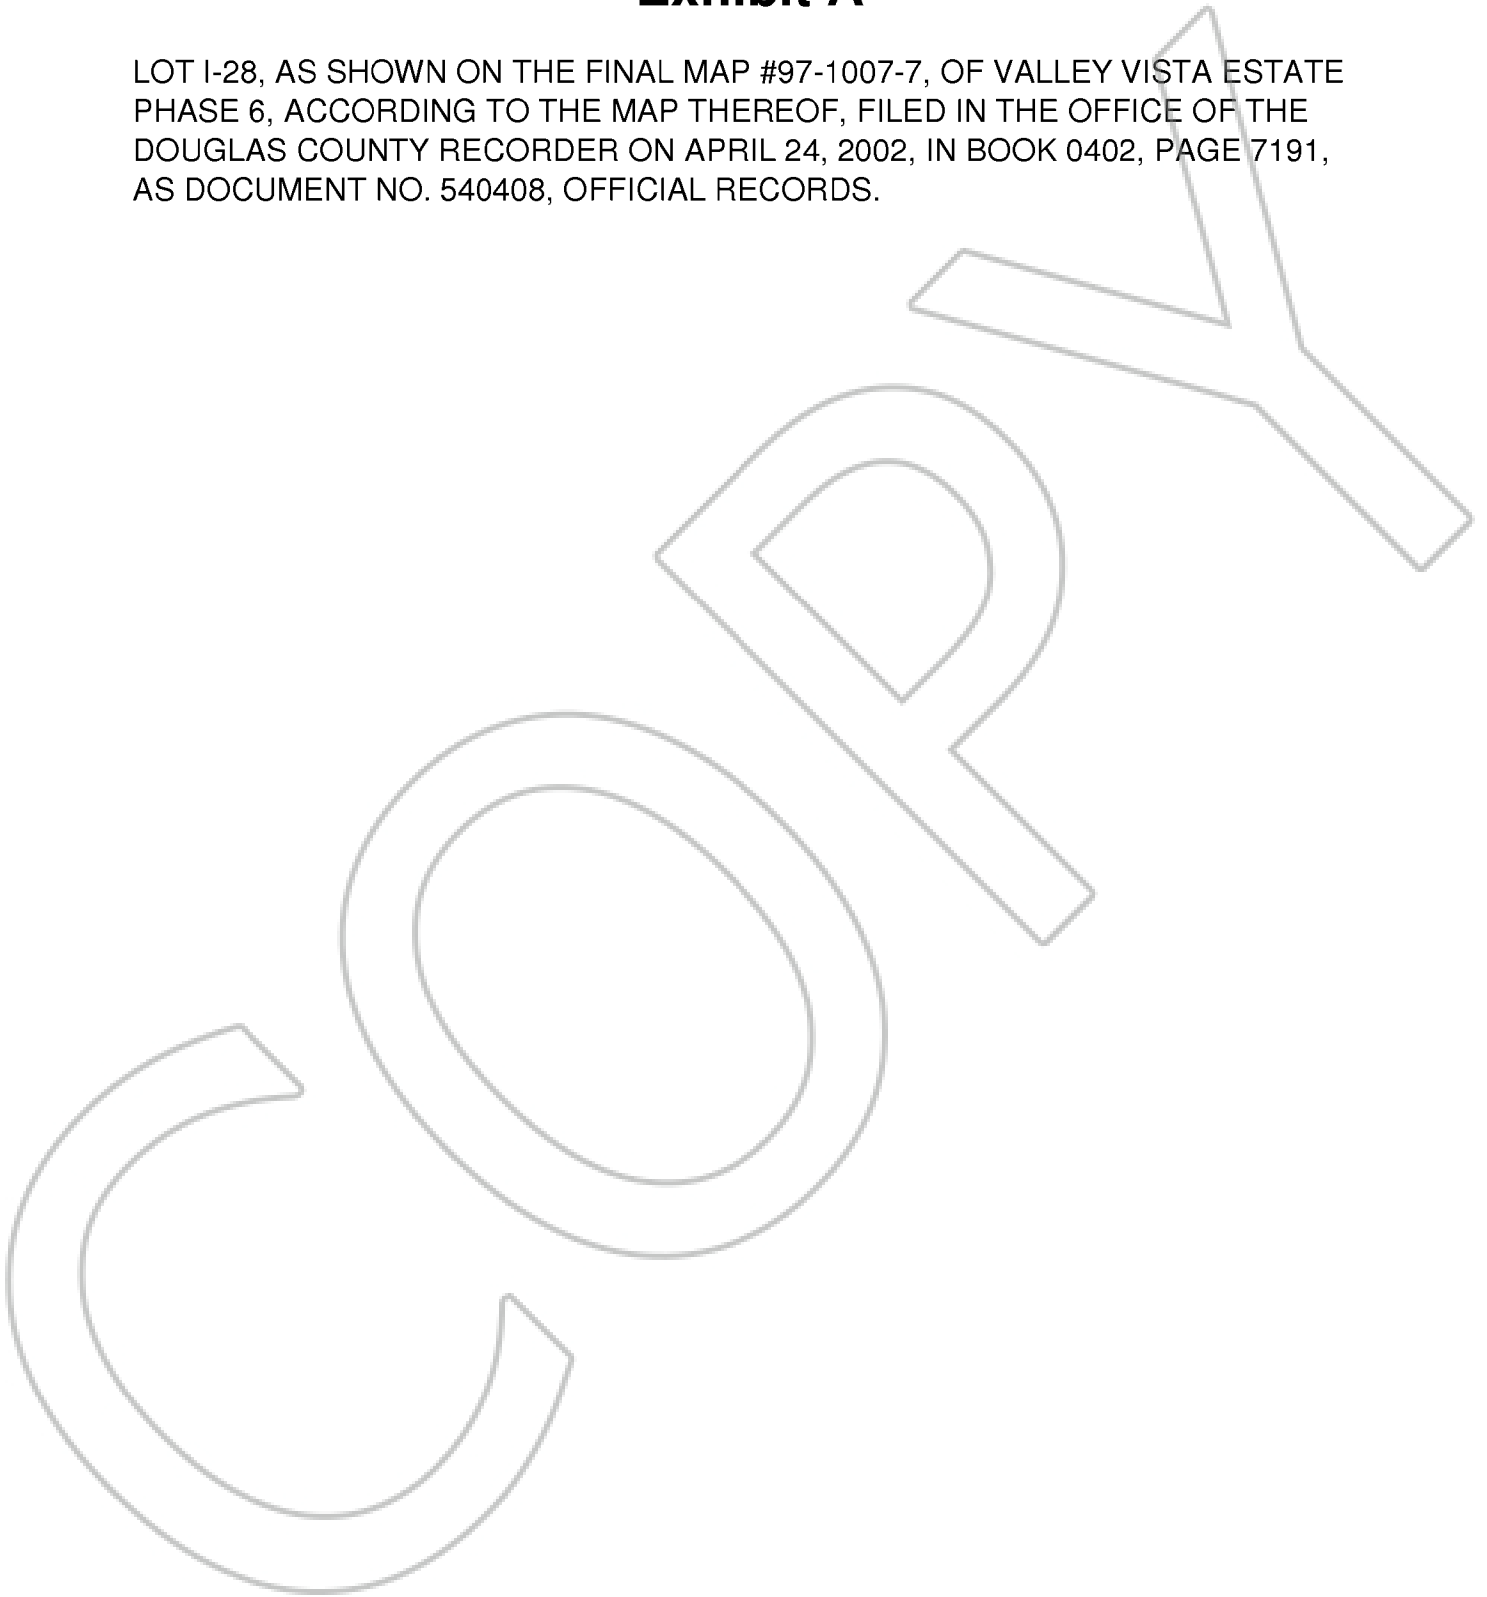 Exhibit A
LOT I-28, AS SHOWN ON THE FINAL MAP #97-1007-7, OF VALLEY VISTA ESTATE
PHASE 6, ACCORDING TO THE MAP THEREOF, FILED IN THE OFFICE OF THE
DOUGLAS COUNTY RECORDER ON APRIL 24, 2002, IN BOOK 0402, PAGE 7191,
AS DOCUMENT NO. 540408, OFFICIAL RECORDS.
COPY